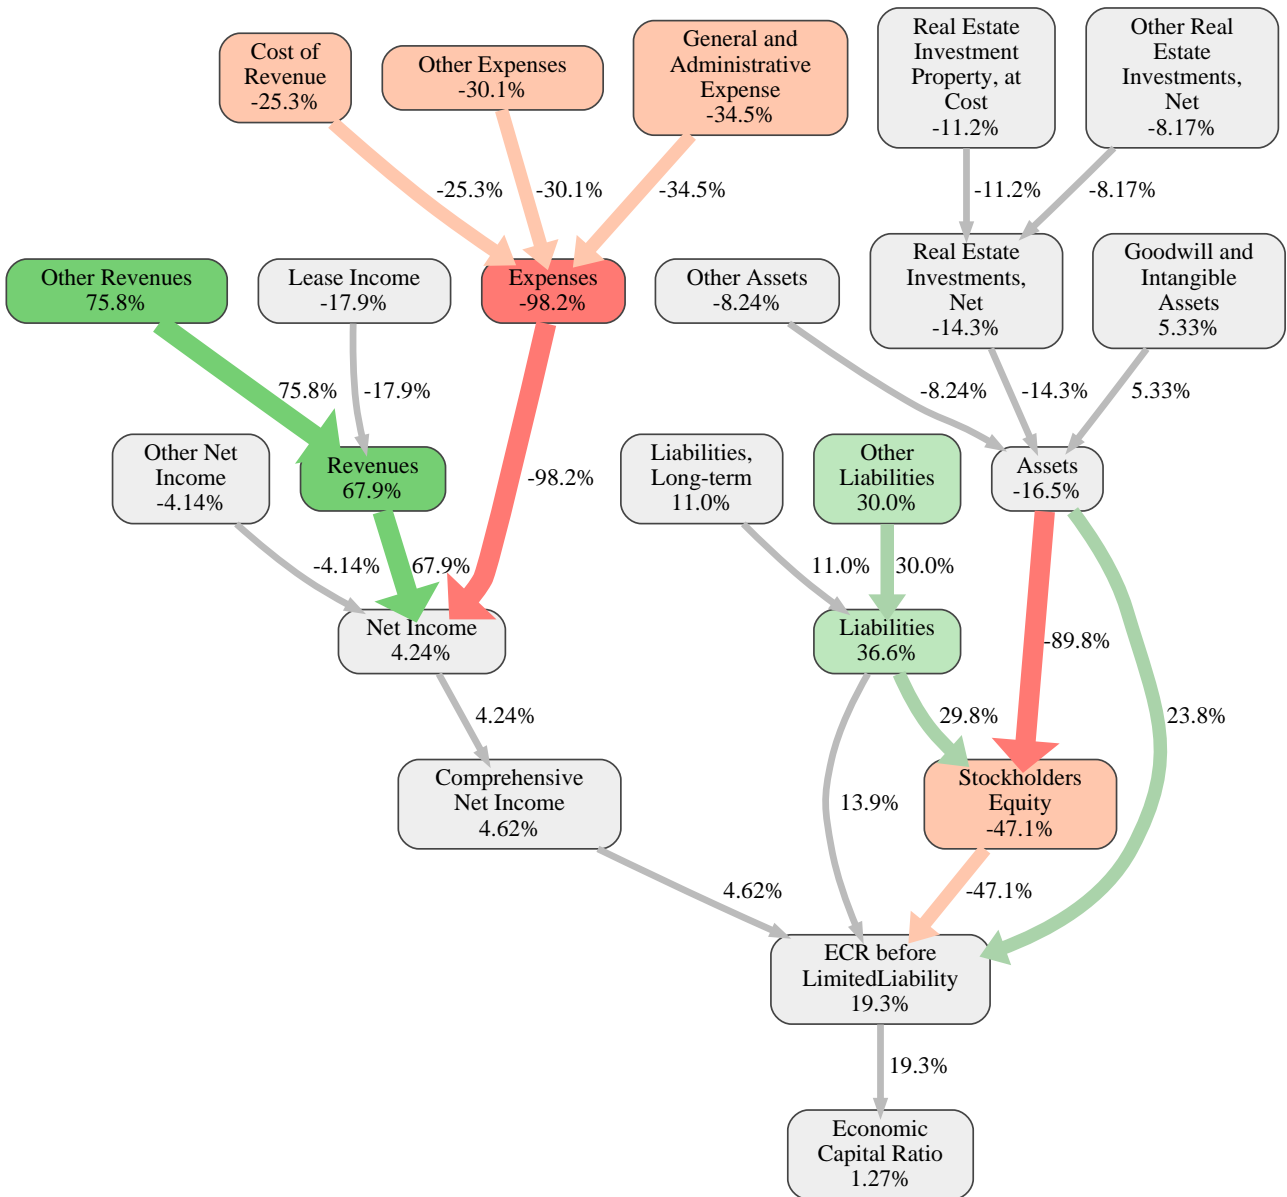 Cost of
Revenue
-25.3%
Other Expenses
-30.1%
General and
Administrative
Expense
-34.5%
Real Estate
Investment
Property, at
Cost
-11.2%
Other Real
Estate
Investments,
Net
-8.17%
-25.3%
-30.1%
-34.5%
-11.2%
-8.17%
Other Revenues
75.8%
Lease Income
-17.9%
Expenses
-98.2%
Other Assets
-8.24%
Real Estate
Investments,
Net
-14.3%
Goodwill and
Intangible
Assets
5.33%
75.8%
-17.9%
-98.2%
-8.24%
-14.3%
5.33%
Other Net
Income
-4.14%
Revenues
67.9%
Liabilities,
Long-term
11.0%
Other
Liabilities
30.0%
Assets
-16.5%
-4.14%
67.9%
11.0%
30.0%
-89.8%
23.8%
Net Income
4.24%
Liabilities
36.6%
4.24%
29.8%
13.9%
Comprehensive
Net Income
4.62%
Stockholders
Equity
-47.1%
4.62%
-47.1%
ECR before
LimitedLiability
19.3%
19.3%
Economic
Capital Ratio
1.27%